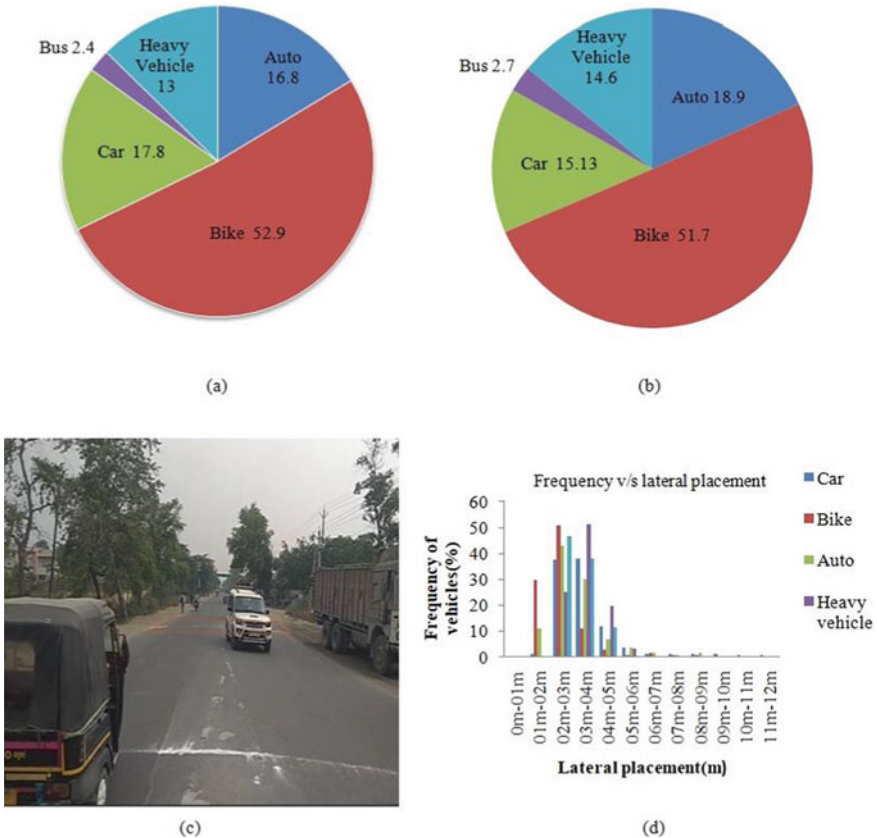 Bus 2.4
Heavy
Vehicle
13
Auto
16.8
Car 17.8
Bike 52.9
(a)
Bus 2.7
Heavy
Vehicle
14.6
Auto 18.9
Car 15.13
Bike 51.7
(b)
(c)
Frequency v/s lateral placement
Frequency of
vehicles(%)
60
50
40
30
20
10
0
0m-01m
01m-02m
02m-03m
03m-04m
04m-05m
05m-06m
06m-07m
07m-08m
08m-09m
09m-10m
10m-11m
11m-12m
Lateral placement(m)
Car
Bike
Auto
Heavy
vehicle
(d)